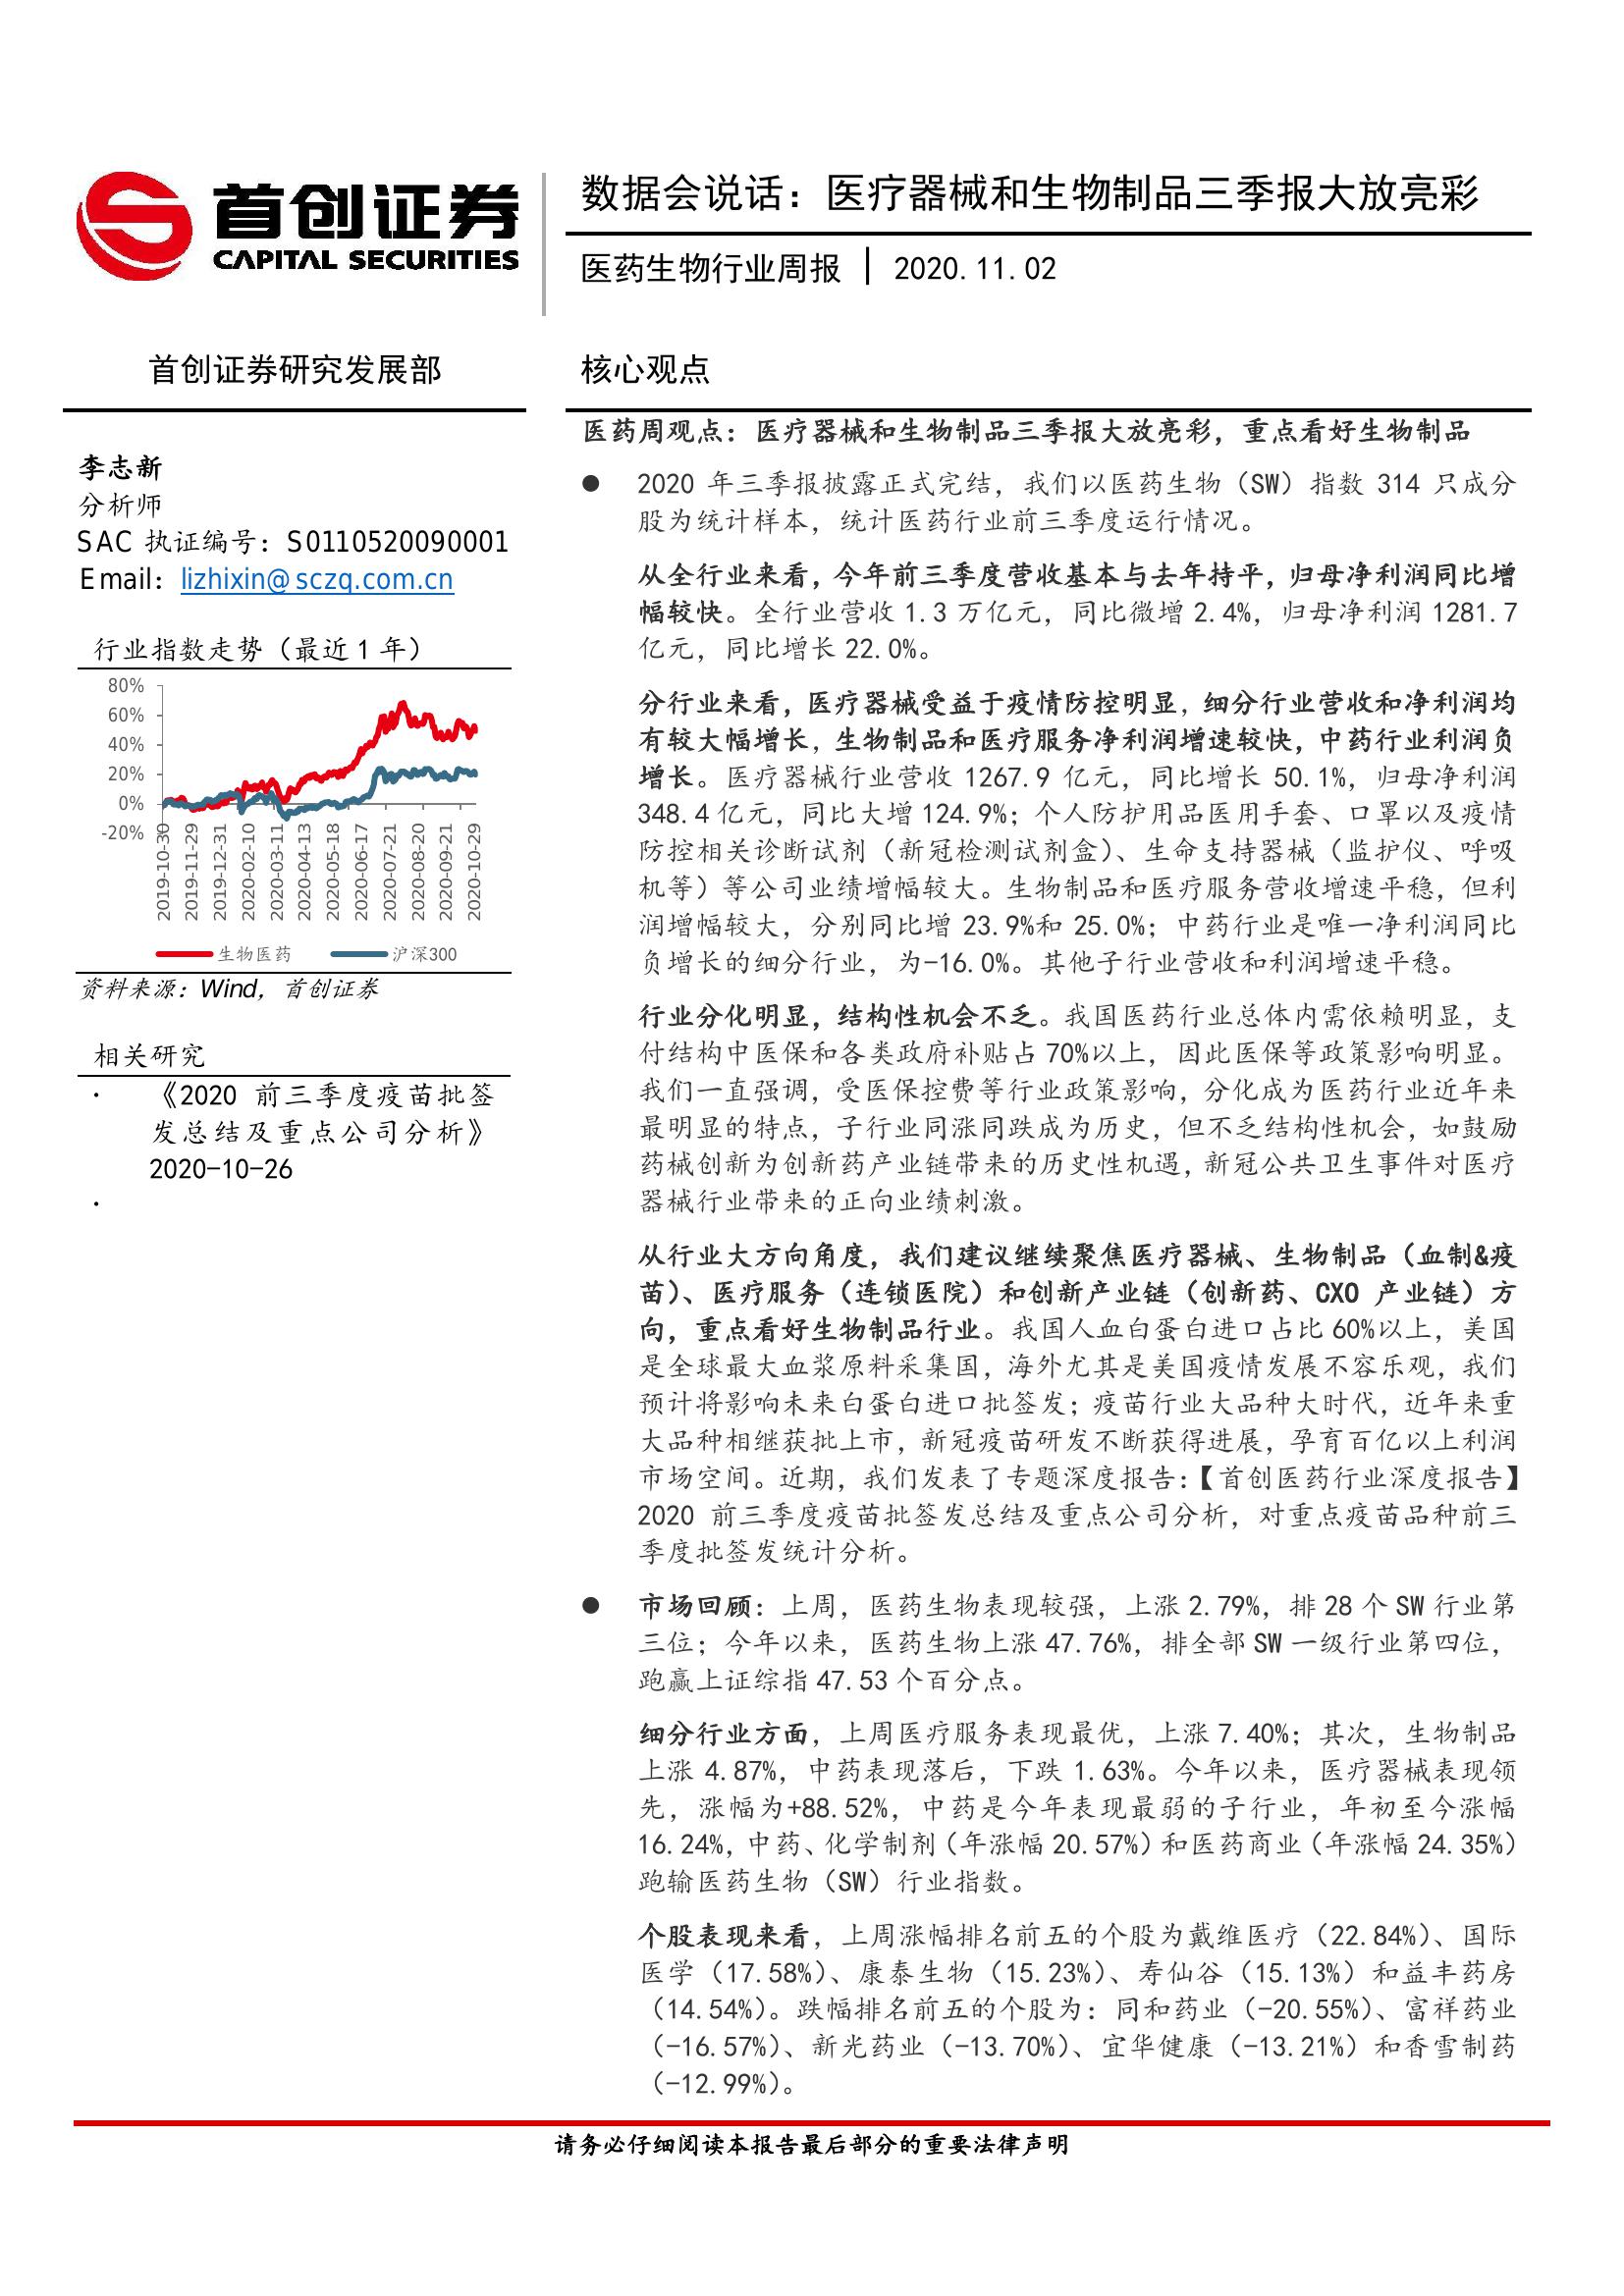 首创证券
CAPITAL SECURITIES
数据会说话：医疗器械和生物制品三季报大放亮彩
医药生物行业周报 | 2020.11.02
首创证券研究发展部
李志新
分析师
SAC 执证编号：S0110520090001
Email：lizhixin@sczq.com.cn
行业指数走势（最近 1 年）
80%
60%
40%
20%
0%
-20%
2019-10-30
2019-11-29
2019-12-31
2020-02-10
2020-03-11
2020-04-13
2020-05-18
2020-06-17
2020-07-21
2020-08-20
2020-09-21
2020-10-29
生物医药 沪深300
资料来源：Wind，首创证券
相关研究
· 《2020 前三季度疫苗批签
发总结及重点公司分析》
2020-10-26
·
核心观点
医药周观点：医疗器械和生物制品三季报大放亮彩，重点看好生物制品
● 2020 年三季报披露正式完结，我们以医药生物（SW）指数 314 只成分
股为统计样本，统计医药行业前三季度运行情况。
从全行业来看，今年前三季度营收基本与去年持平，归母净利润同比增
幅较快。全行业营收 1.3 万亿元，同比微增 2.4%，归母净利润 1281.7
亿元，同比增长 22.0%。
分行业来看，医疗器械受益于疫情防控明显，细分行业营收和净利润均
有较大幅增长，生物制品和医疗服务净利润增速较快，中药行业利润负
增长。医疗器械行业营收 1267.9 亿元，同比增长 50.1%，归母净利润
348.4 亿元，同比大增 124.9%；个人防护用品医用手套、口罩以及疫情
防控相关诊断试剂（新冠检测试剂盒）、生命支持器械（监护仪、呼吸
机等）等公司业绩增幅较大。生物制品和医疗服务营收增速平稳，但利
润增幅较大，分别同比增 23.9%和 25.0%；中药行业是唯一净利润同比
负增长的细分行业，为-16.0%。其他子行业营收和利润增速平稳。
行业分化明显，结构性机会不乏。我国医药行业总体内需依赖明显，支
付结构中医保和各类政府补贴占 70%以上，因此医保等政策影响明显。
我们一直强调，受医保控费等行业政策影响，分化成为医药行业近年来
最明显的特点，子行业同涨同跌成为历史，但不乏结构性机会，如鼓励
药械创新为创新药产业链带来的历史性机遇，新冠公共卫生事件对医疗
器械行业带来的正向业绩刺激。
从行业大方向角度，我们建议继续聚焦医疗器械、生物制品（血制&疫
苗）、医疗服务（连锁医院）和创新产业链（创新药、CXO 产业链）方
向，重点看好生物制品行业。我国人血白蛋白进口占比 60%以上，美国
是全球最大血浆原料采集国，海外尤其是美国疫情发展不容乐观，我们
预计将影响未来白蛋白进口批签发；疫苗行业大品种大时代，近年来重
大品种相继获批上市，新冠疫苗研发不断获得进展，孕育百亿以上利润
市场空间。近期，我们发表了专题深度报告：【首创医药行业深度报告】
2020 前三季度疫苗批签发总结及重点公司分析，对重点疫苗品种前三
季度批签发统计分析。
● 市场回顾：上周，医药生物表现较强，上涨 2.79%，排 28 个 SW 行业第
三位；今年以来，医药生物上涨 47.76%，排全部 SW 一级行业第四位，
跑赢上证综指 47.53 个百分点。
细分行业方面，上周医疗服务表现最优，上涨 7.40%；其次，生物制品
上涨 4.87%，中药表现落后，下跌 1.63%。今年以来，医疗器械表现领
先，涨幅为+88.52%，中药是今年表现最弱的子行业，年初至今涨幅
16.24%，中药、化学制剂（年涨幅 20.57%）和医药商业（年涨幅 24.35%）
跑输医药生物（SW）行业指数。
个股表现来看，上周涨幅排名前五的个股为戴维医疗（22.84%）、国际
医学（17.58%）、康泰生物（15.23%）、寿仙谷（15.13%）和益丰药房
（14.54%）。跌幅排名前五的个股为：同和药业（-20.55%）、富祥药业
（-16.57%）、新光药业（-13.70%）、宜华健康（-13.21%）和香雪制药
（-12.99%）。
请务必仔细阅读本报告最后部分的重要法律声明